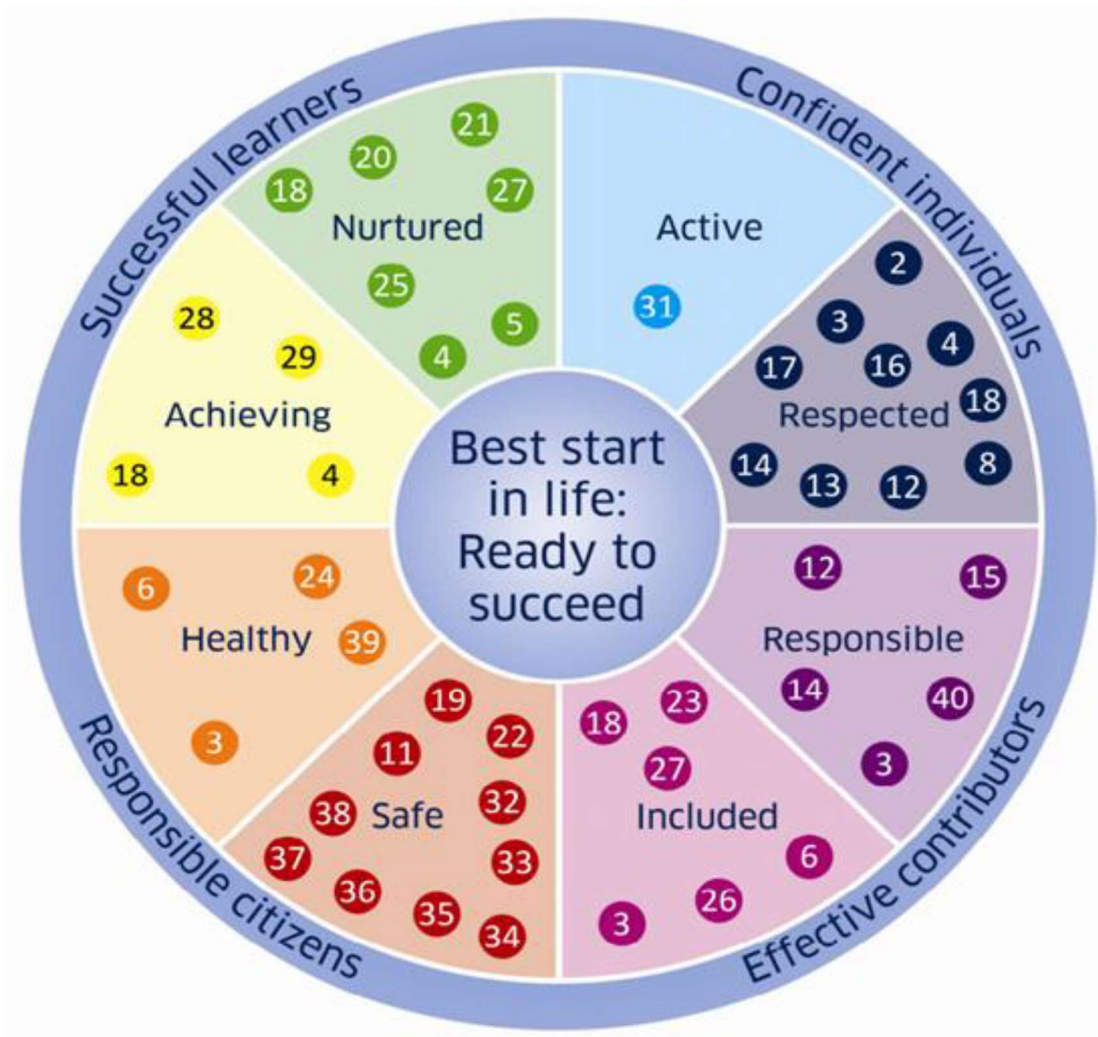 Successful learners
Confident individuals
Effective contributors
Responsible citizens
Best start
in life:
Ready to
succeed
Nurtured
18
20
21
27
25
5
4
Active
31
Respected
2
3
4
17
16
18
14
13
12
8
Responsible
12
15
14
40
3
Included
18
23
27
6
26
3
Safe
19
22
11
32
38
33
37
36
35
34
Healthy
6
24
39
3
Achieving
28
29
18
4